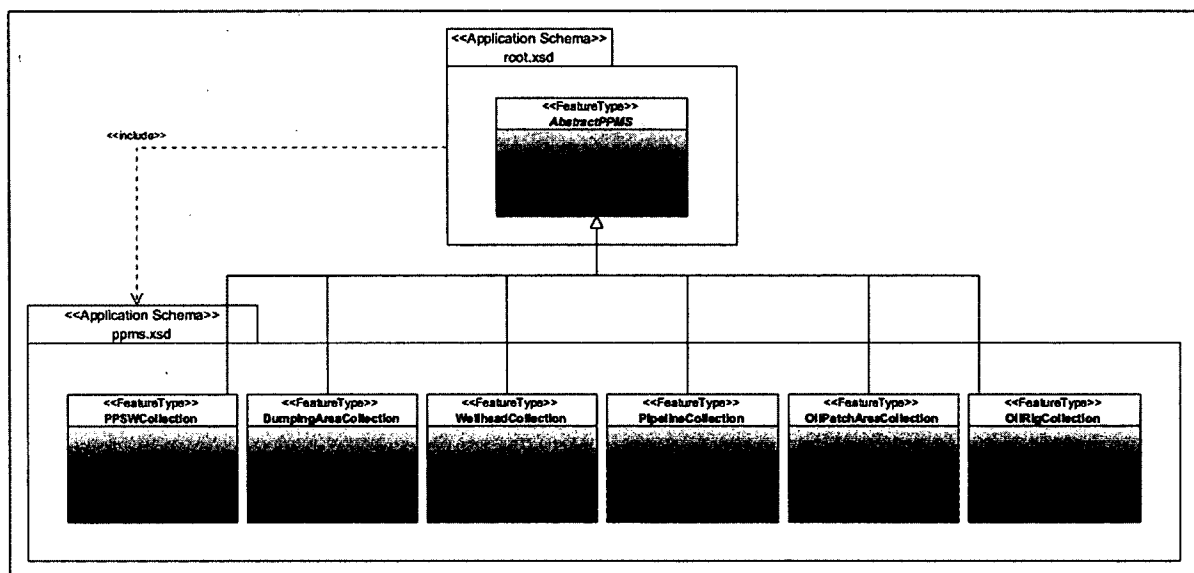 <<Application Schema>>
root.xsd
<<FeatureType>>
AbstractPPMS
<<include>>
<<Application Schema>>
ppms.xsd
<<FeatureType>>
PPSWCollection
<<FeatureType>>
DumpingAreaCollection
<<FeatureType>>
WellheadCollection
<<FeatureType>>
PipelineCollection
<<FeatureType>>
OilPatchAreaCollection
<<FeatureType>>
OilRigCollection